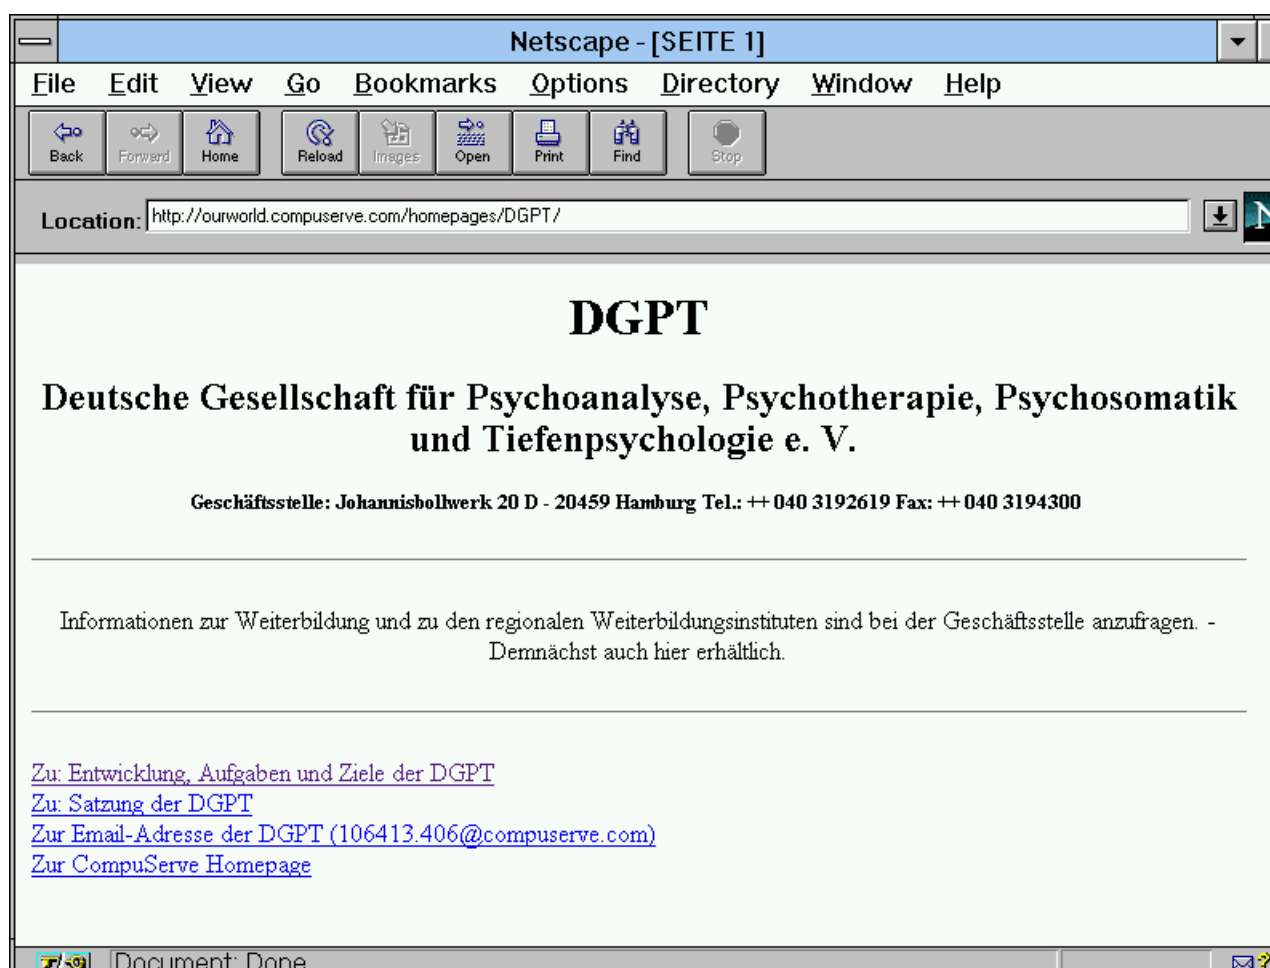 Netscape - [SEITE 1]
File Edit View Go Bookmarks Options Directory Window Help
Back Forward Home Reload Images Open Print Find Stop
Location: http://ourworld.compuserve.com/homepages/DGPT/
N
DGPT
Deutsche Gesellschaft für Psychoanalyse, Psychotherapie, Psychosomatik
und Tiefenpsychologie e. V.
Geschäftsstelle: Johannisbollwerk 20 D - 20459 Hamburg Tel.: ++ 040 3192619 Fax: ++ 040 3194300
Informationen zur Weiterbildung und zu den regionalen Weiterbildungsinstituten sind bei der Geschäftsstelle anzufragen. -
Demnächst auch hier erhältlich.
Zu: Entwicklung, Aufgaben und Ziele der DGPT
Zu: Satzung der DGPT
Zur Email-Adresse der DGPT (106413.406@compuserve.com)
Zur CompuServe Homepage
Document: Done